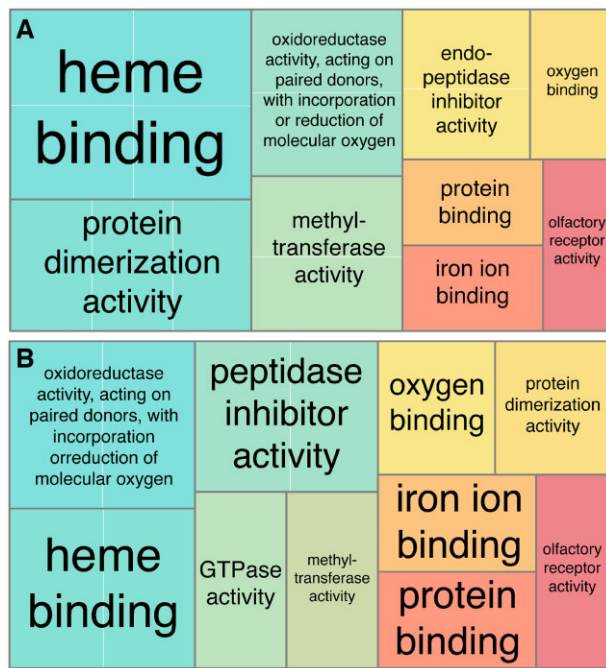 A
heme
binding
protein
dimerization
activity
oxidoreductase
activity, acting on
paired donors,
with incorporation
or reduction of
molecular oxygen
methyl-
transferase
activity
endo-
peptidase
inhibitor
activity
oxygen
binding
protein
binding
iron ion
binding
olfactory
receptor
activity
B
oxidoreductase
activity, acting on
paired donors, with
incorporation
orreduction of
molecular oxygen
heme
binding
peptidase
inhibitor
activity
GTPase
activity
methyl-
transferase
activity
oxygen
binding
protein
dimerization
activity
iron ion
binding
protein
binding
olfactory
receptor
activity